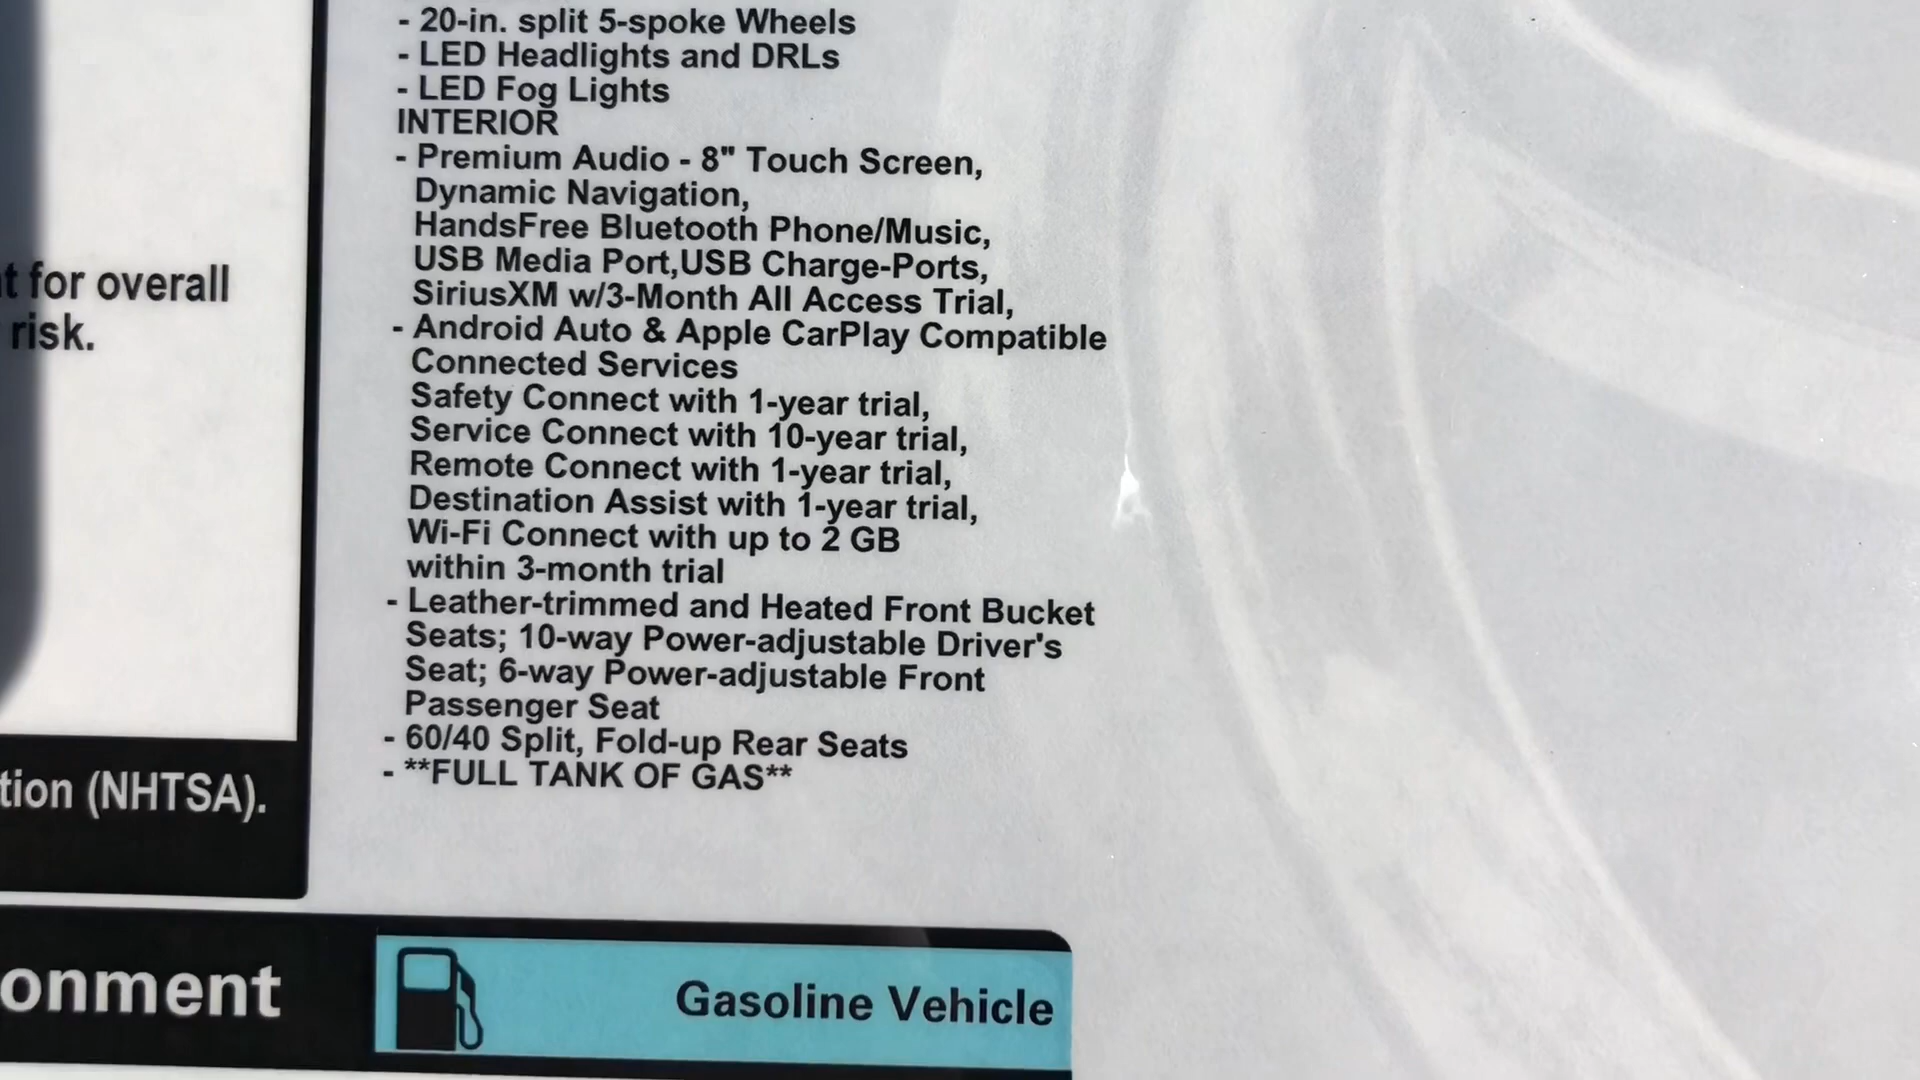 - 20-in. split 5-spoke Wheels
- LED Headlights and DRLs
- LED Fog Lights
INTERIOR
- Premium Audio - 8" Touch Screen,
Dynamic Navigation,
HandsFree Bluetooth Phone/Music,
USB Media Port,USB Charge-Ports,
SiriusXM w/3-Month All Access Trial,
- Android Auto & Apple CarPlay Compatible
Connected Services
Safety Connect with 1-year trial,
Service Connect with 10-year trial,
Remote Connect with 1-year trial,
Destination Assist with 1-year trial,
Wi-Fi Connect with up to 2 GB
within 3-month trial
- Leather-trimmed and Heated Front Bucket
Seats; 10-way Power-adjustable Driver's
Seat; 6-way Power-adjustable Front
Passenger Seat
- 60/40 Split, Fold-up Rear Seats
- **FULL TANK OF GAS**
t for overall
risk.
tion (NHTSA).
onment
Gasoline Vehicle